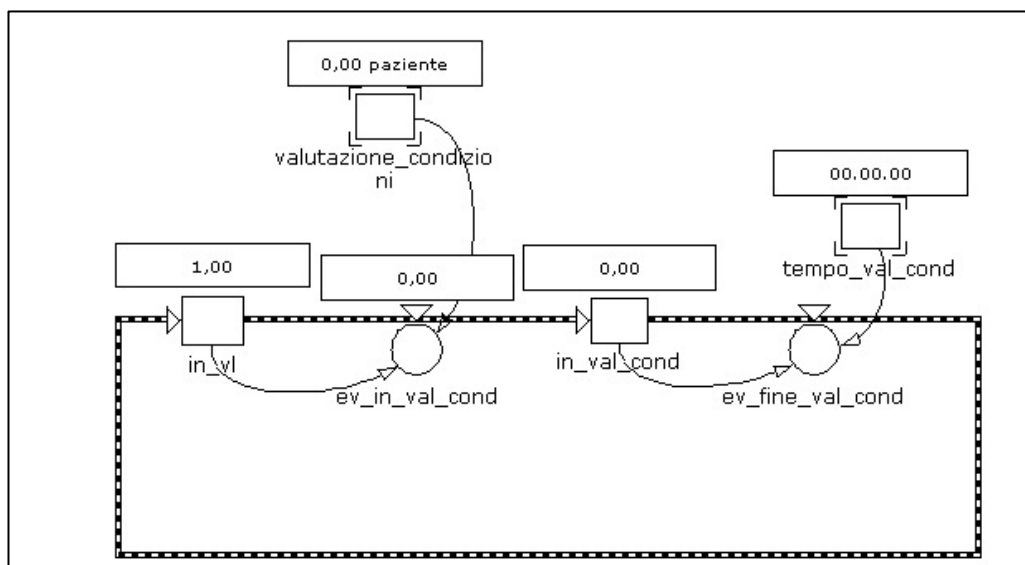 0,00 paziente
valutazione_condizio
ni
00.00.00
tempo_val_cond
1,00
0,00
0,00
in_vl
ev_in_val_cond
in_val_cond
ev_fine_val_cond